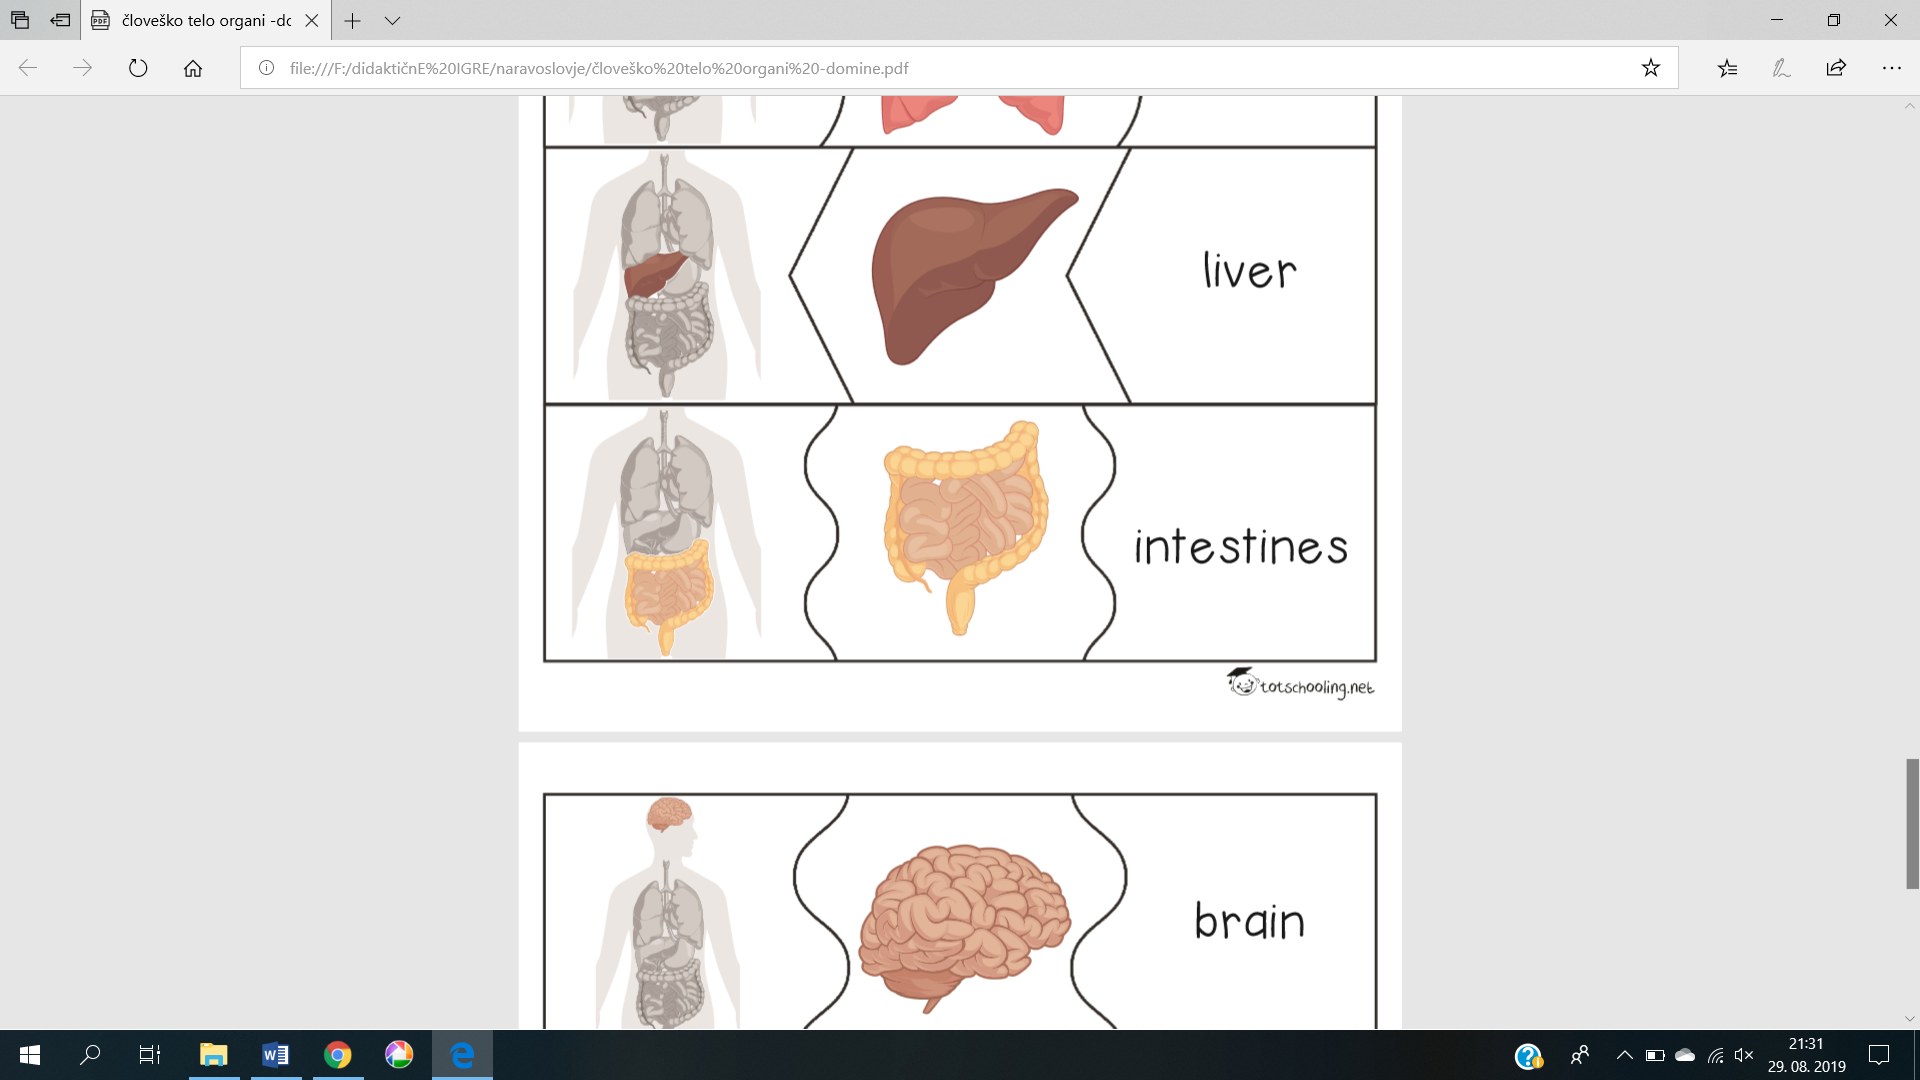 človeško telo organi -dc
file:///F:/didaktičnE%20IGRE/naravoslovje/človeško%20telo%20organi%20-domine.pdf
liver
intestines
totschooling.net
brain
21:31
29. 08. 2019